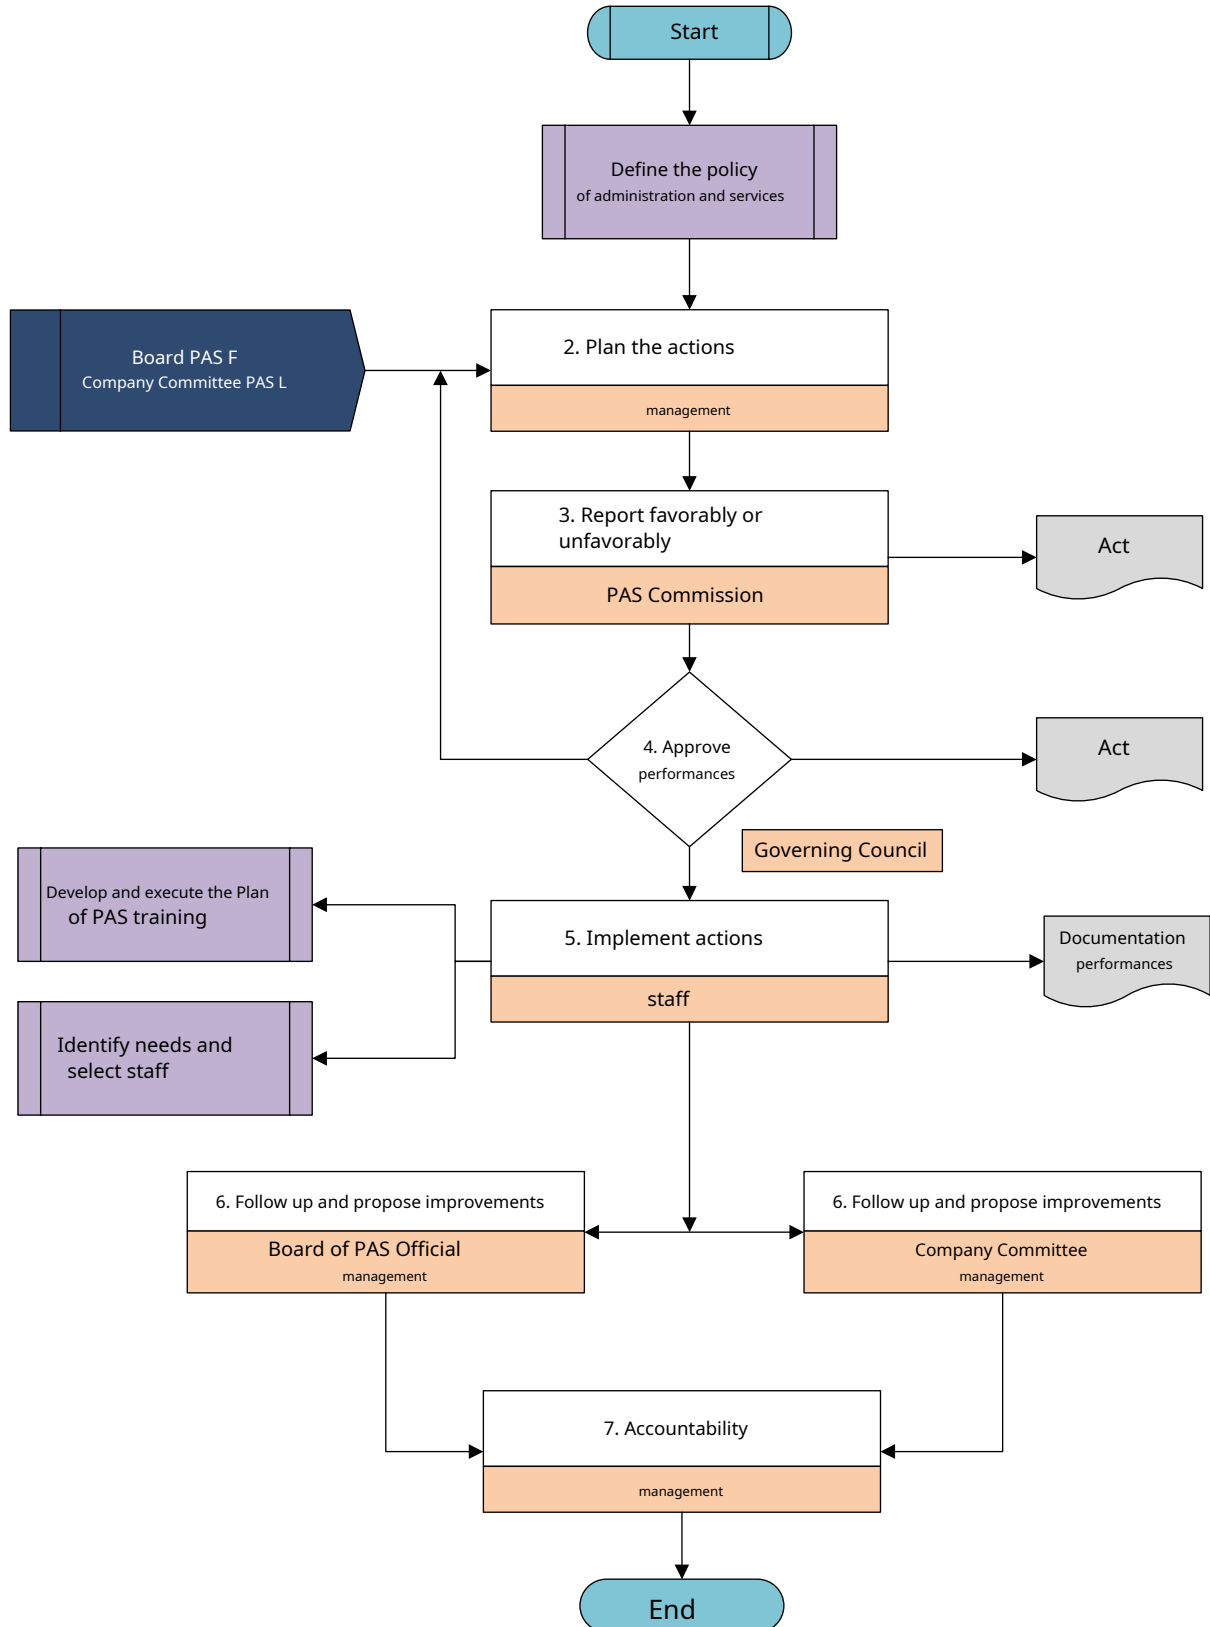 Start
Define the policy
of administration and services
Board PAS F
Company Committee PAS L
2. Plan the actions
management
3. Report favorably or
unfavorably
PAS Commission
Act
4. Approve
performances
Act
Governing Council
Develop and execute the Plan
of PAS training
5. Implement actions
staff
Documentation
performances
Identify needs and
select staff
6. Follow up and propose improvements
Board of PAS Official
management
6. Follow up and propose improvements
Company Committee
management
7. Accountability
management
End